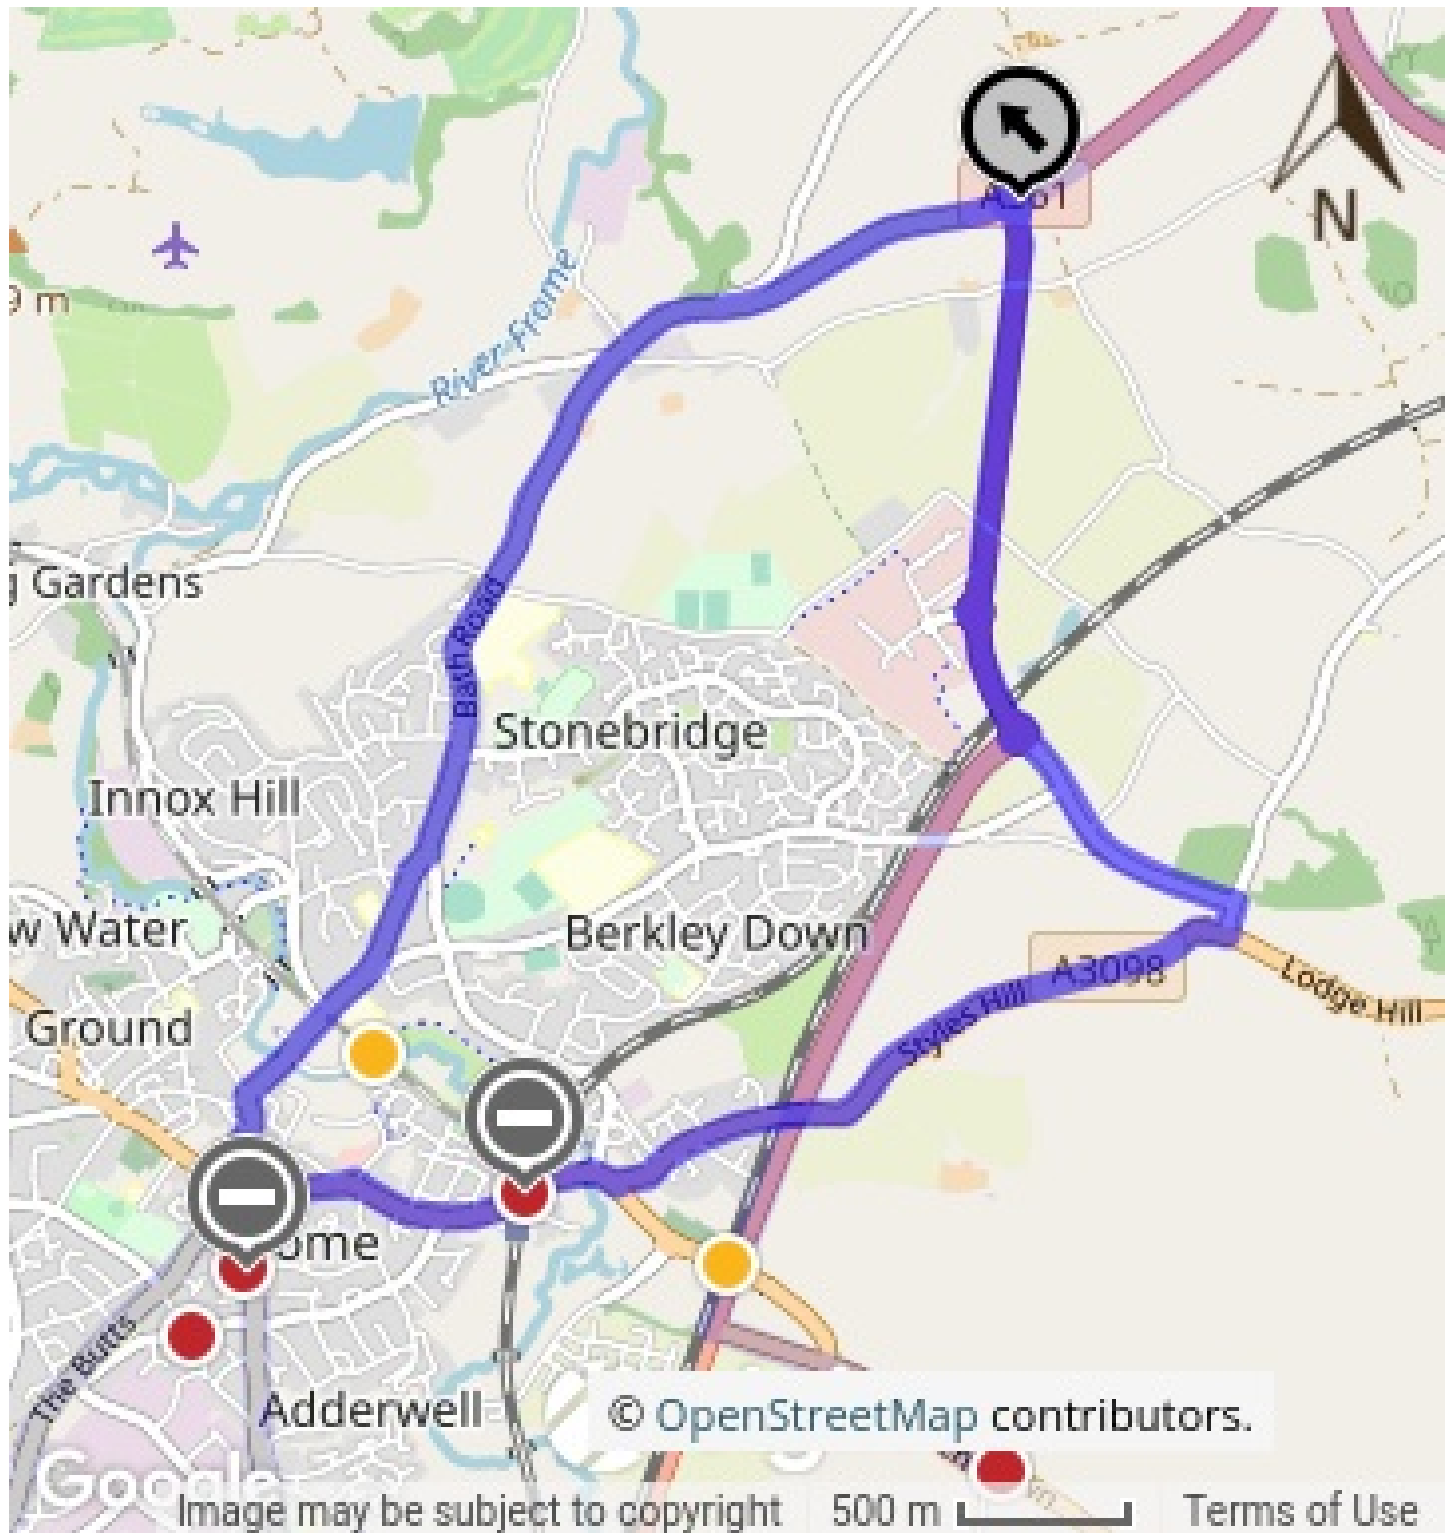 N
9 m
River Frome
g Gardens
Bath Road
Stonebridge
Innox Hill
w Water
Berkley Down
A3098
Lodge Hill
Styles Hill
Ground
ome
The Butts
Adderwell
© OpenStreetMap contributors.
Google
Image may be subject to copyright 500 m Terms of Use